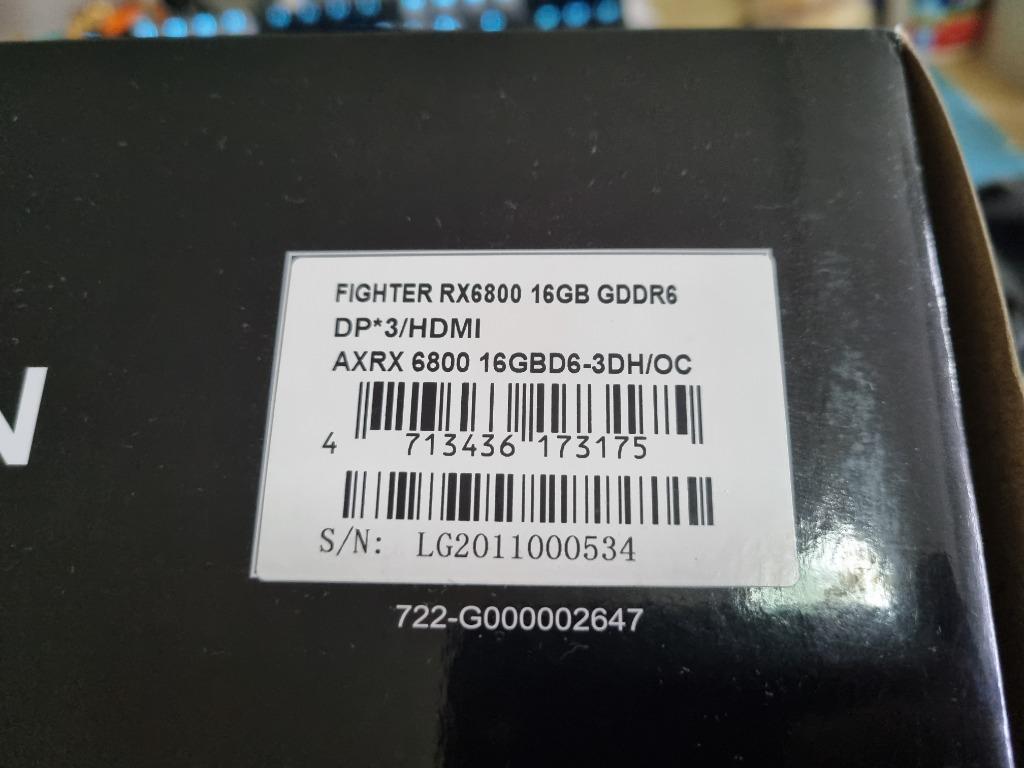 FIGHTER RX6800 16GB GDDR6
DP*3/HDMI
AXRX 6800 16GBD6-3DH/OC
4 713436 173175
S/N: LG2011000534
722-G000002647
N